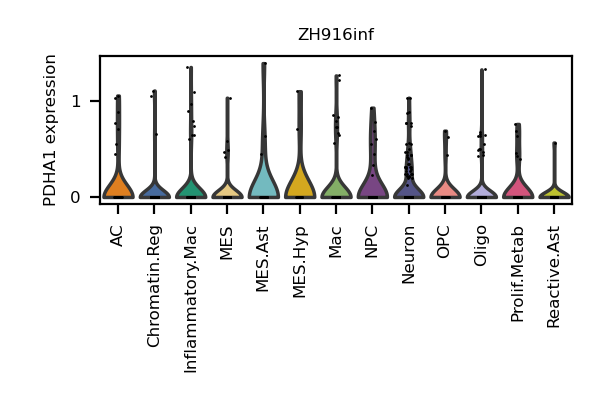 ZH916inf
PDHA1 expression
1
0
AC
Chromatin.Reg
Inflammatory.Mac
MES
MES.Ast
MES.Hyp
Mac
NPC
Neuron
OPC
Oligo
Prolif.Metab
Reactive.Ast